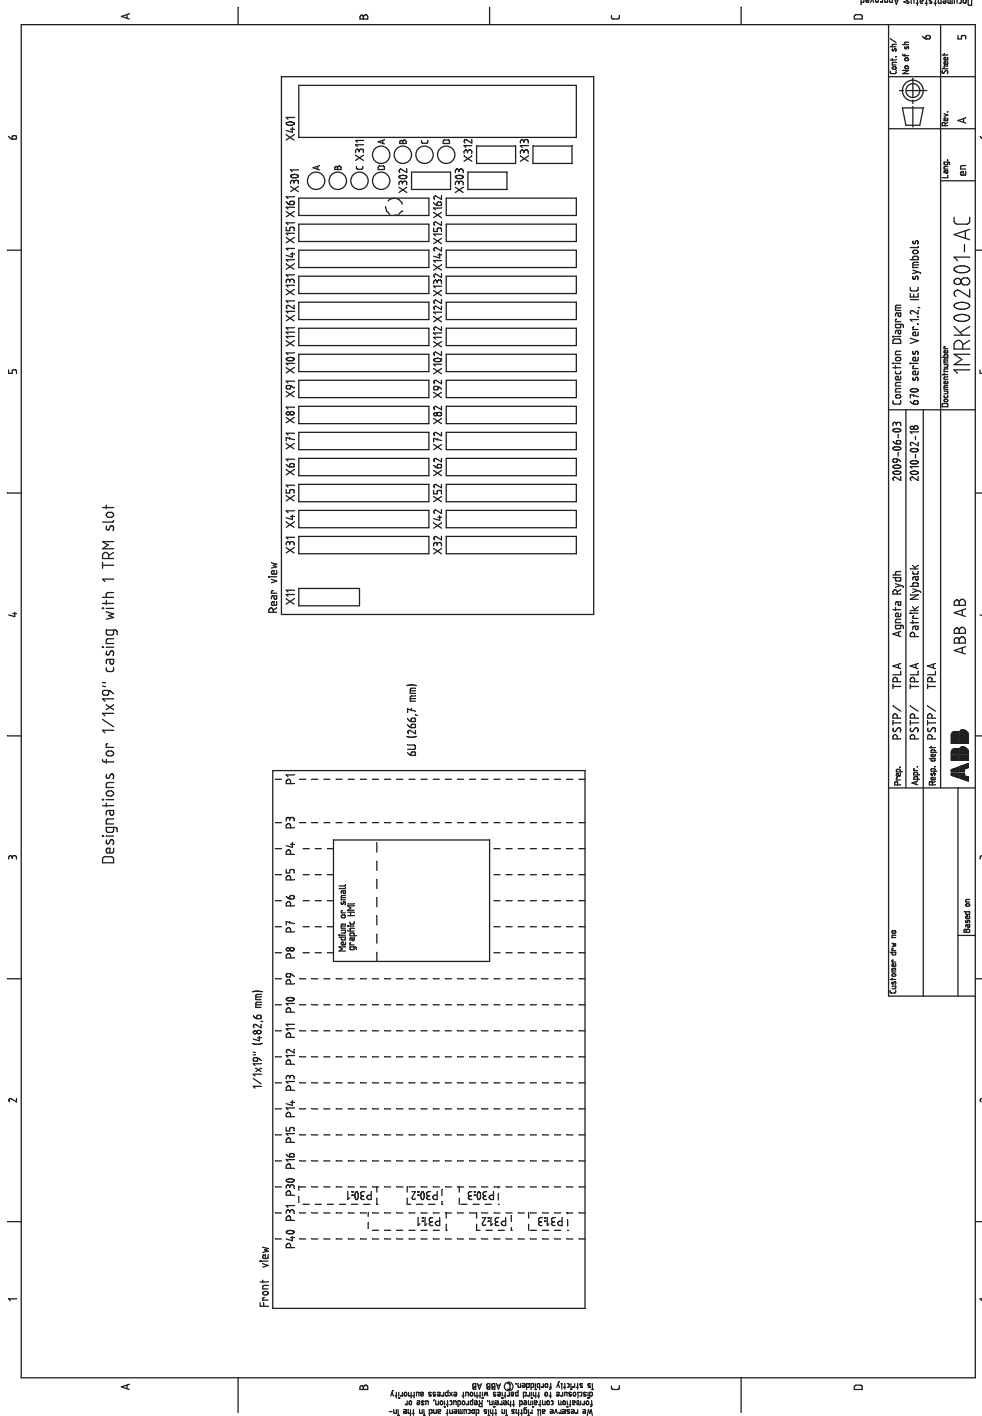 Designations for 1/1x19" casing with 1 TRM slot
Front view
1/1x19" (482,6 mm)
P40
P31
P30
P16
P15
P14
P13
P12
P11
P10
P9
P8
P7
P6
P5
P4
P3
P1
P30:1
P30:2
P30:3
P31:1
P31:2
P31:3
Medium or small
graphic HMI
6U (266,7 mm)
Rear view
X11
X31
X41
X51
X61
X71
X81
X91
X101
X111
X121
X131
X141
X151
X161
X301
A
B
C
D
X311
A
B
C
D
X401
X32
X42
X52
X62
X72
X82
X92
X102
X112
X122
X132
X142
X152
X162
X302
X303
X312
X313
1
2
3
4
5
6
A
B
C
D
A
B
C
D
We reserve all rights in this document and in the in-
formation contained therein. Reproduction, use or
disclosure to third parties without express authority
is strictly forbidden. © ABB AB
Customer drw no
Based on
Prep. PSTP/ TPLA Agneta Rydh 2009-06-03
Appr. PSTP/ TPLA Patrik Nyback 2010-02-18
Resp. dept PSTP/ TPLA
ABB ABB AB
Connection Diagram
670 series Ver.1.2, IEC symbols
Documentnumber
1MRK002801-AC
Lang.
en
Rev.
A
Cont. sh/
No of sh
6
Sheet
5
Documentstatus: Approved